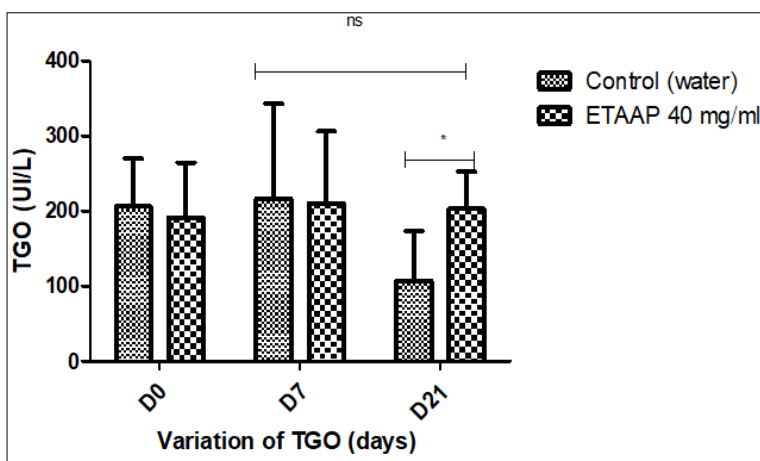 ns
400
300
200
100
0
TGO (UI/L)
*
Control (water)
ETAAP 40 mg/ml
D0
D7
D21
Variation of TGO (days)